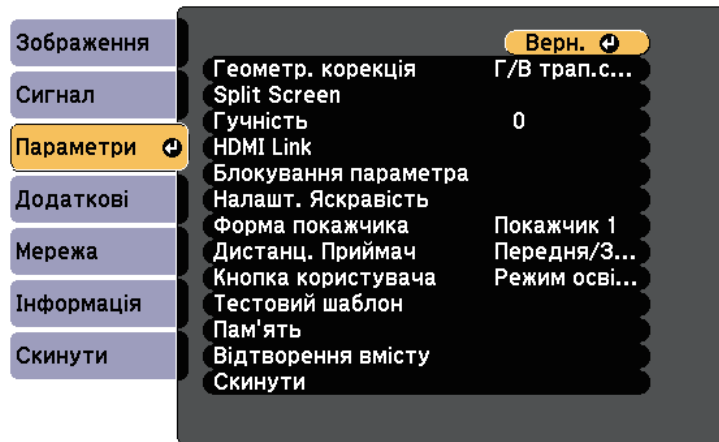 Зображення
Сигнал
Параметри
Додаткові
Мережа
Інформація
Скинути
Верн.
Геометр. корекція Г/В трап.с...
Split Screen
Гучність 0
HDMI Link
Блокування параметра
Налашт. Яскравість
Форма покажчика Покажчик 1
Дистанц. Приймач Передня/З...
Кнопка користувача Режим осві...
Тестовий шаблон
Пам'ять
Відтворення вмісту
Скинути